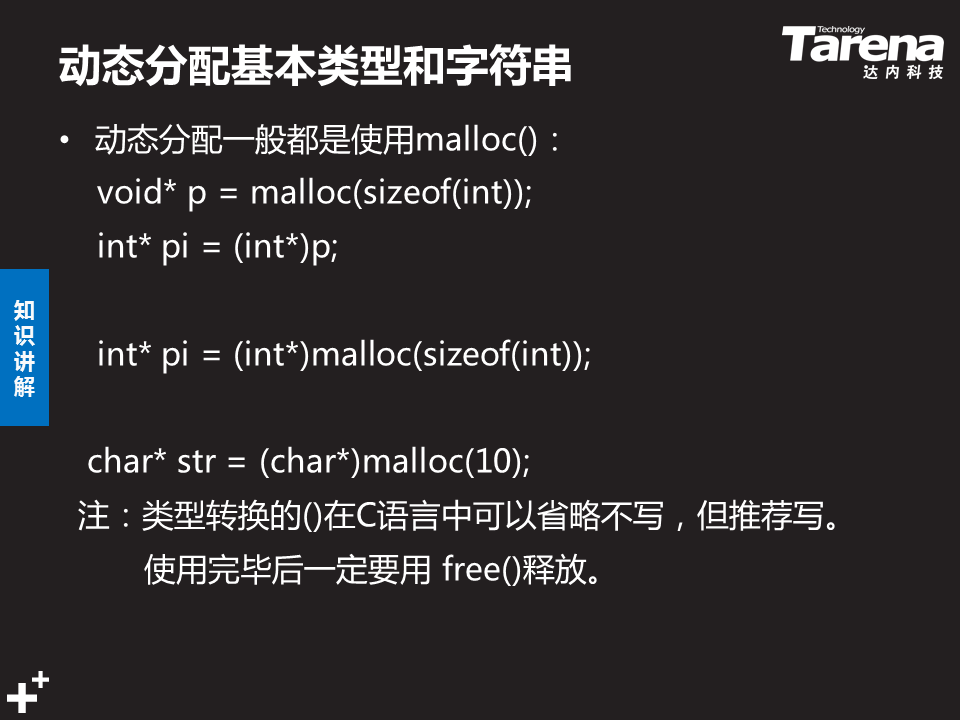 动态分配基本类型和字符串
Technology
Tarena
达内科技
• 动态分配一般都是使用malloc()：
void* p = malloc(sizeof(int));
int* pi = (int*)p;
知识讲解
int* pi = (int*)malloc(sizeof(int));
char* str = (char*)malloc(10);
注：类型转换的()在C语言中可以省略不写，但推荐写。
使用完毕后一定要用 free()释放。